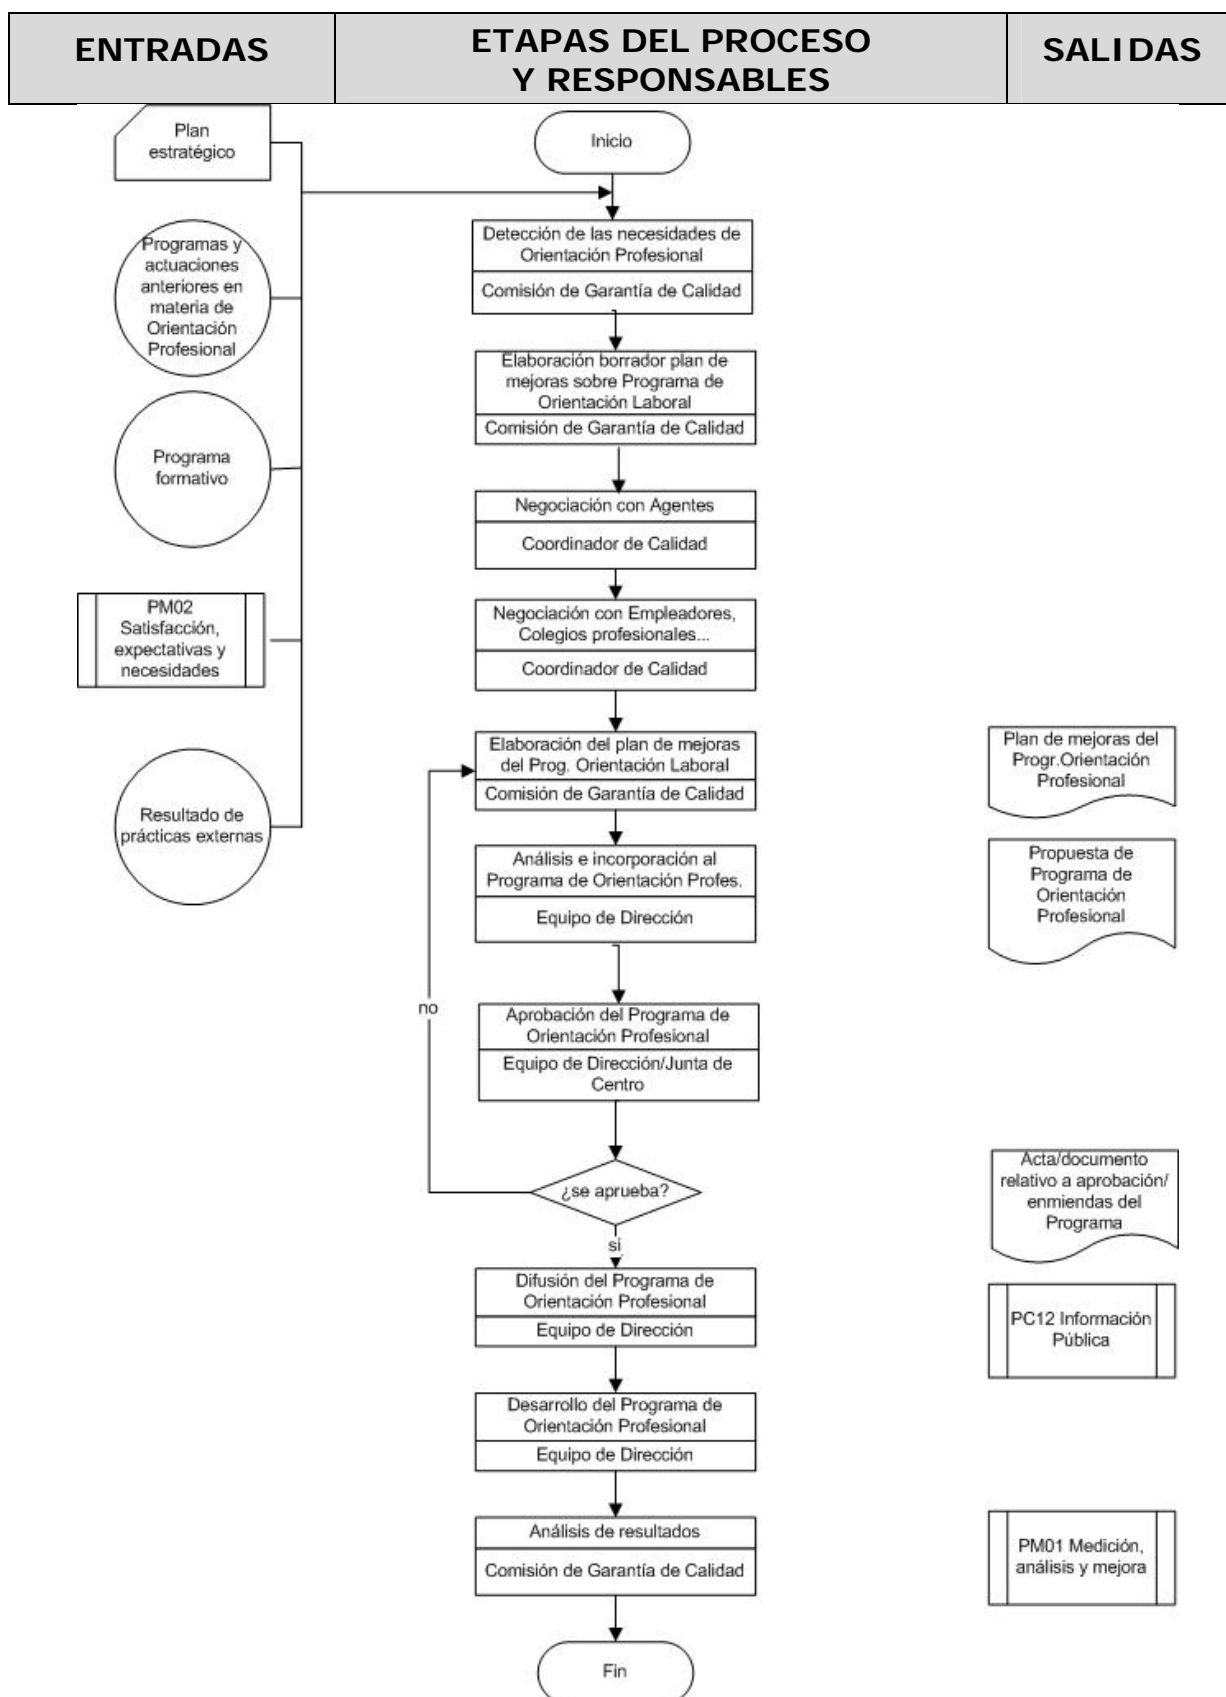 ENTRADAS
ETAPAS DEL PROCESO
Y RESPONSABLES
SALIDAS
Plan
estratégico
Programas y
actuaciones
anteriores en
materia de
Orientación
Profesional
Programa
formativo
PM02
Satisfacción,
expectativas y
necesidades
Resultado de
prácticas externas
Inicio
Detección de las necesidades de
Orientación Profesional
Comisión de Garantía de Calidad
Elaboración borrador plan de
mejoras sobre Programa de
Orientación Laboral
Comisión de Garantía de Calidad
Negociación con Agentes
Coordinador de Calidad
Negociación con Empleadores,
Colegios profesionales...
Coordinador de Calidad
Elaboración del plan de mejoras
del Prog. Orientación Laboral
Comisión de Garantía de Calidad
Análisis e incorporación al
Programa de Orientación Profes.
Equipo de Dirección
no
Aprobación del Programa de
Orientación Profesional
Equipo de Dirección/Junta de
Centro
¿se aprueba?
sí
Difusión del Programa de
Orientación Profesional
Equipo de Dirección
Desarrollo del Programa de
Orientación Profesional
Equipo de Dirección
Análisis de resultados
Comisión de Garantía de Calidad
Fin
Plan de mejoras del
Progr.Orientación
Profesional
Propuesta de
Programa de
Orientación
Profesional
Acta/documento
relativo a aprobación/
enmiendas del
Programa
PC12 Información
Pública
PM01 Medición,
análisis y mejora